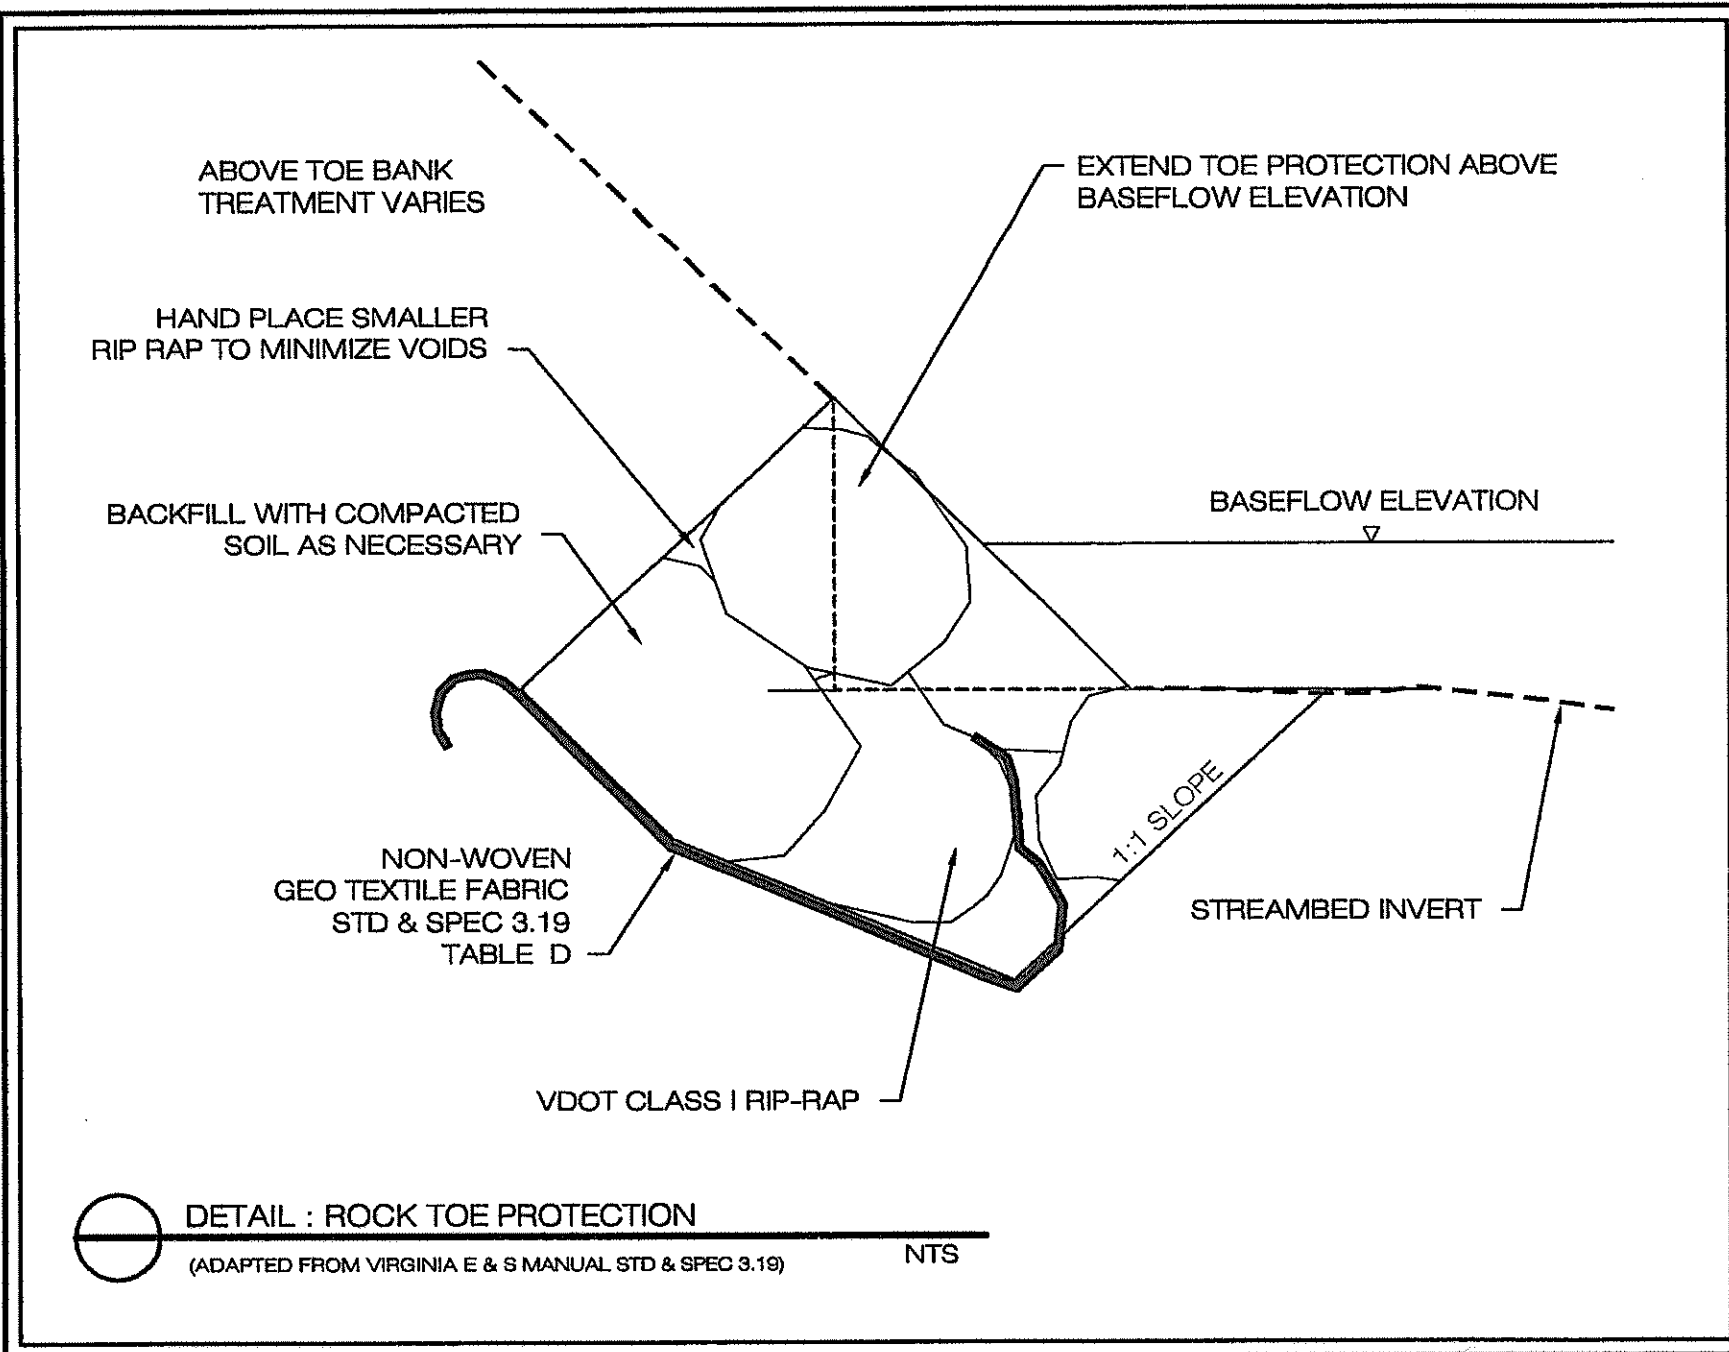 ABOVE TOE BANK
TREATMENT VARIES
EXTEND TOE PROTECTION ABOVE
BASEFLOW ELEVATION
HAND PLACE SMALLER
RIP RAP TO MINIMIZE VOIDS
BACKFILL WITH COMPACTED
SOIL AS NECESSARY
BASEFLOW ELEVATION
1:1 SLOPE
NON-WOVEN
GEO TEXTILE FABRIC
STD & SPEC 3.19
TABLE D
STREAMBED INVERT
VDOT CLASS I RIP-RAP
DETAIL : ROCK TOE PROTECTION
(ADAPTED FROM VIRGINIA E & S MANUAL STD & SPEC 3.19)
NTS